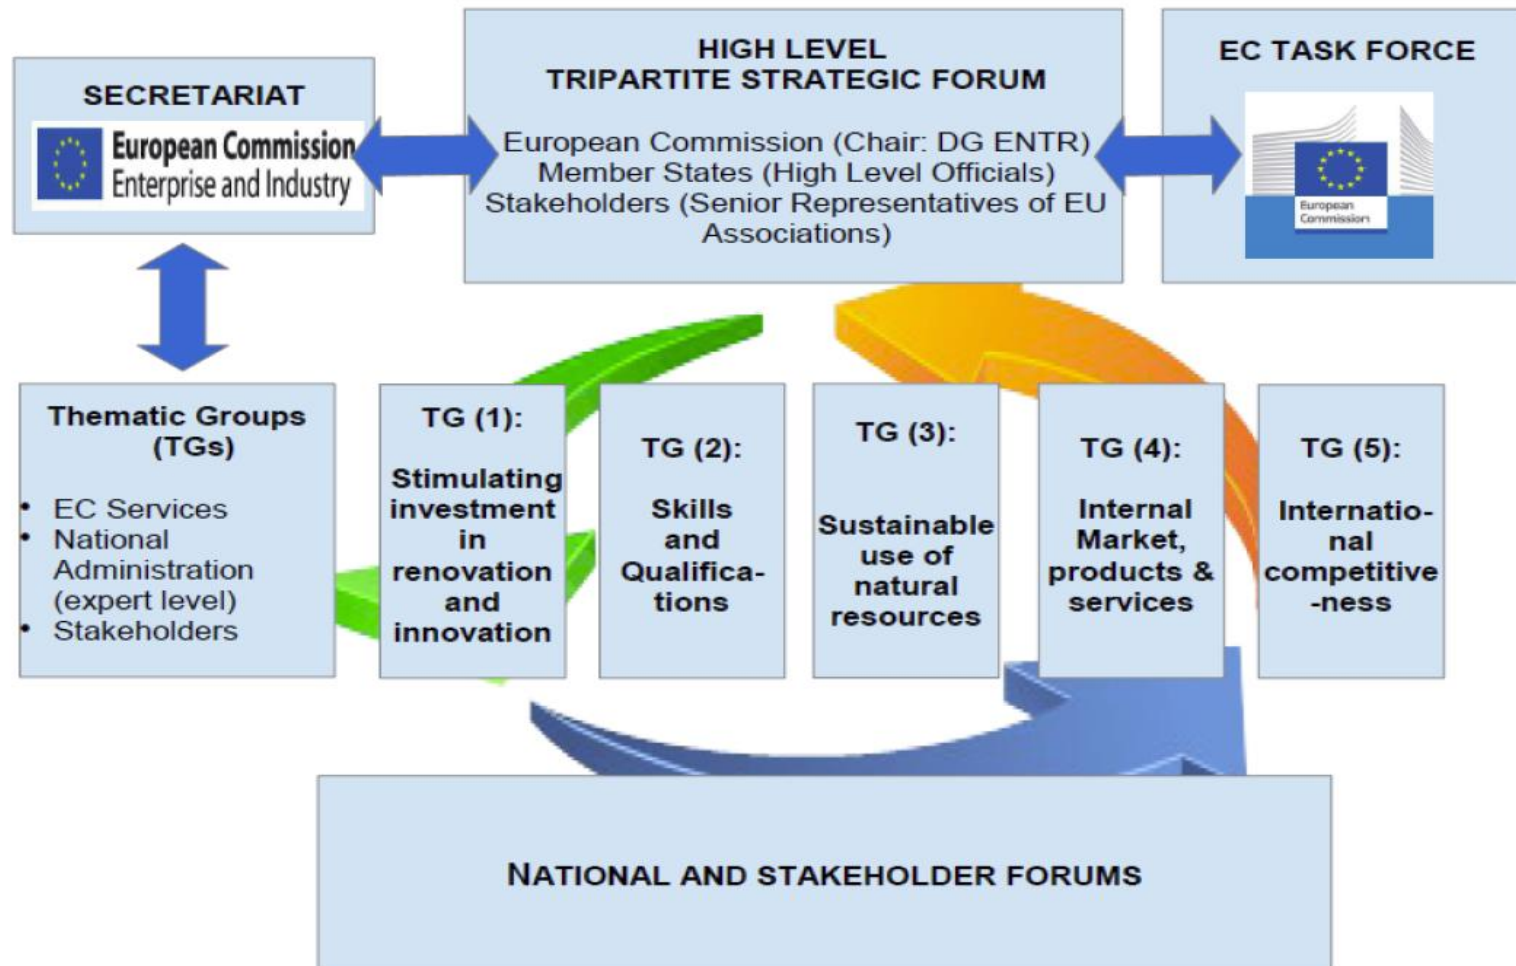 SECRETARIAT
European Commission
Enterprise and Industry
HIGH LEVEL
TRIPARTITE STRATEGIC FORUM
European Commission (Chair: DG ENTR)
Member States (High Level Officials)
Stakeholders (Senior Representatives of EU
Associations)
EC TASK FORCE
European
Commission
Thematic Groups
(TGs)
• EC Services
• National
Administration
(expert level)
• Stakeholders
TG (1):
Stimulating
investment
in
renovation
and
innovation
TG (2):
Skills
and
Qualifica-
tions
TG (3):
Sustainable
use of
natural
resources
TG (4):
Internal
Market,
products &
services
TG (5):
Internatio-
nal
competitive
-ness
NATIONAL AND STAKEHOLDER FORUMS